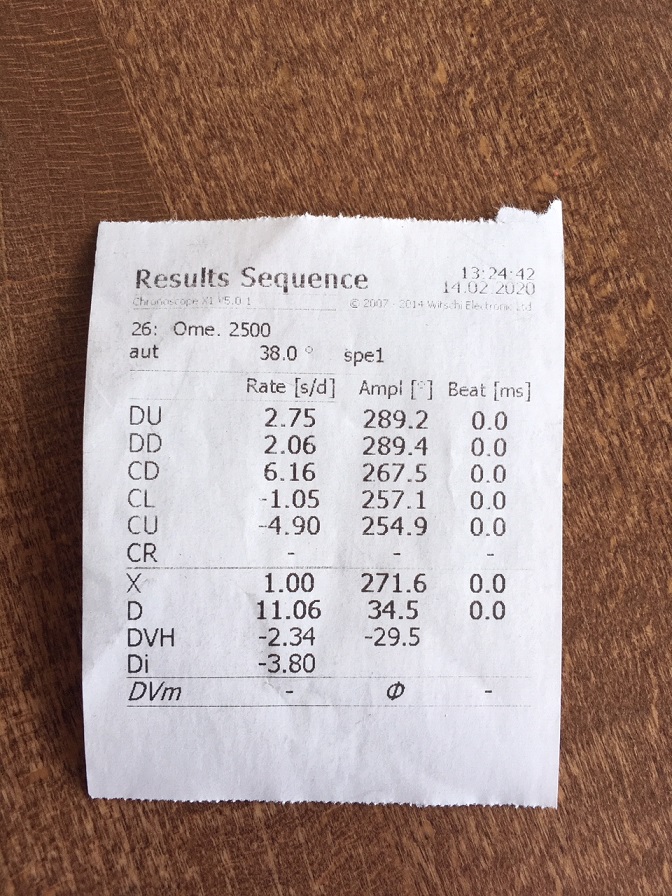 Results Sequence 13:24:42
14.02.2020
Chronoscope X1 V5.0.1 © 2007 - 2014 Witschi Electronic Ltd.
26: Ome. 2500
aut 38.0 ° spe1
Rate [s/d] Ampl [°] Beat [ms]
DU 2.75 289.2 0.0
DD 2.06 289.4 0.0
CD 6.16 267.5 0.0
CL -1.05 257.1 0.0
CU -4.90 254.9 0.0
CR - - -
X 1.00 271.6 0.0
D 11.06 34.5 0.0
DVH -2.34 -29.5
Di -3.80
DVm - Φ -